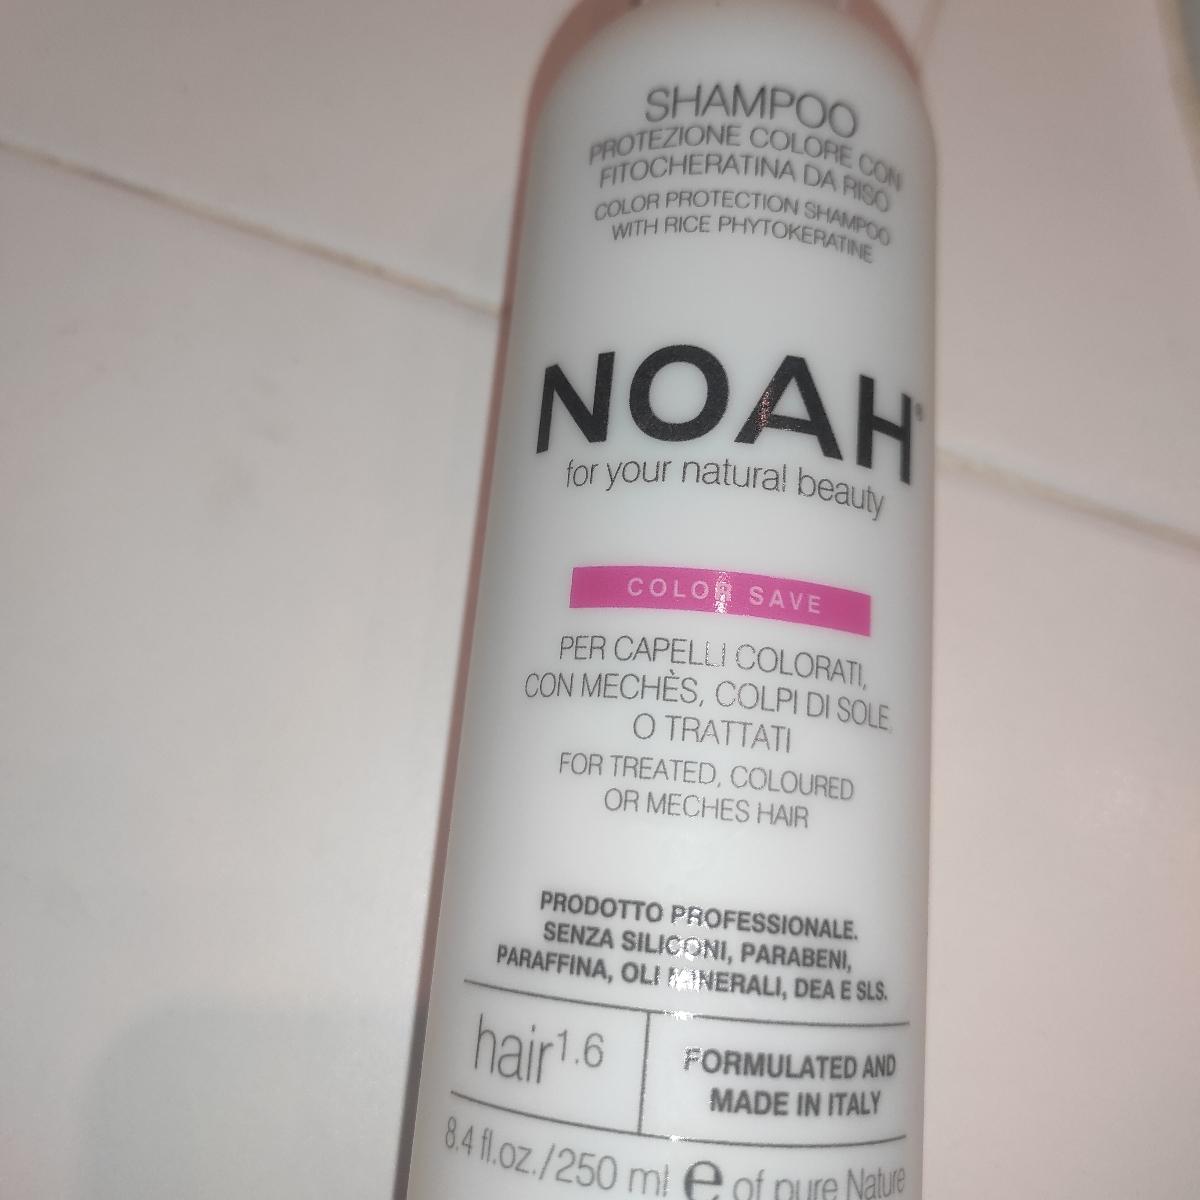 SHAMPOO
PROTEZIONE COLORE CON
FITOCHERATINA DA RISO
COLOR PROTECTION SHAMPOO
WITH RICE PHYTOKERATINE
NOAH®
for your natural beauty
COLOR SAVE
PER CAPELLI COLORATI,
CON MECHÈS, COLPI DI SOLE,
O TRATTATI
FOR TREATED, COLOURED
OR MECHES HAIR
PRODOTTO PROFESSIONALE.
SENZA SILICONI, PARABENI,
PARAFFINA, OLI MINERALI, DEA E SLS.
hair1.6
FORMULATED AND
MADE IN ITALY
8.4 fl.oz./250 ml e of pure Nature